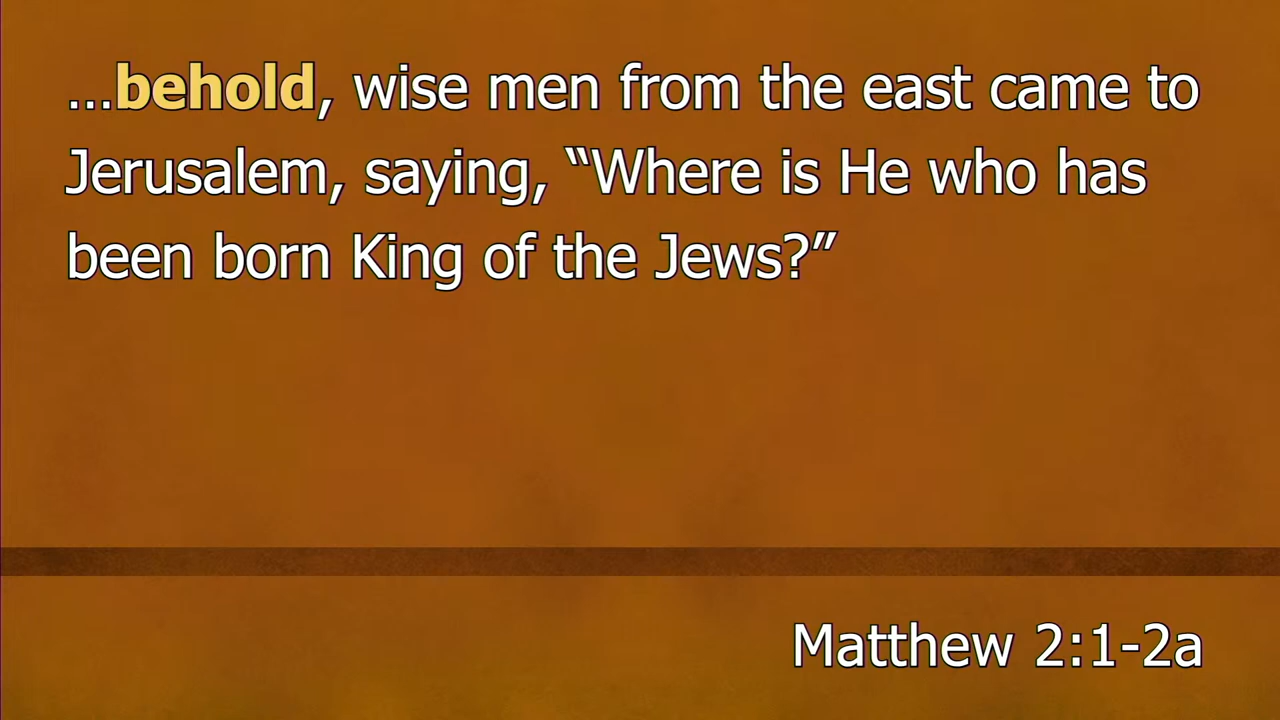 ...behold, wise men from the east came to
Jerusalem, saying, “Where is He who has
been born King of the Jews?”
Matthew 2:1-2a